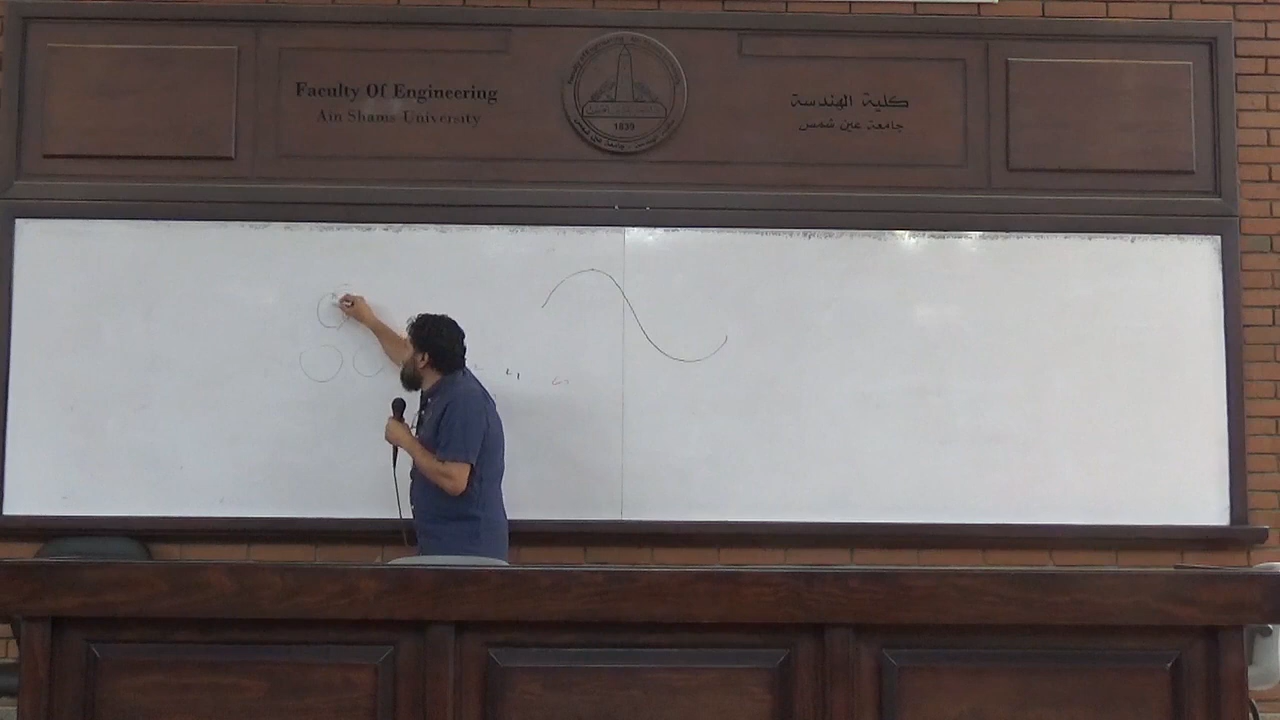 Faculty Of Engineering
Ain Shams University
1839
كلية الهندسة
جامعة عين شمس